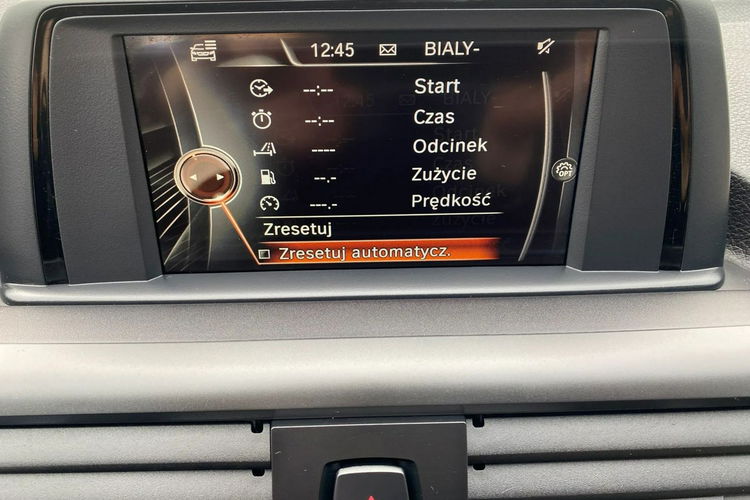 12:45 BIALY-
--:-- Start
--:-- Czas
---- Odcinek
--.- Zużycie
---.- Prędkość
OPT
Zresetuj
Zresetuj automatycz.